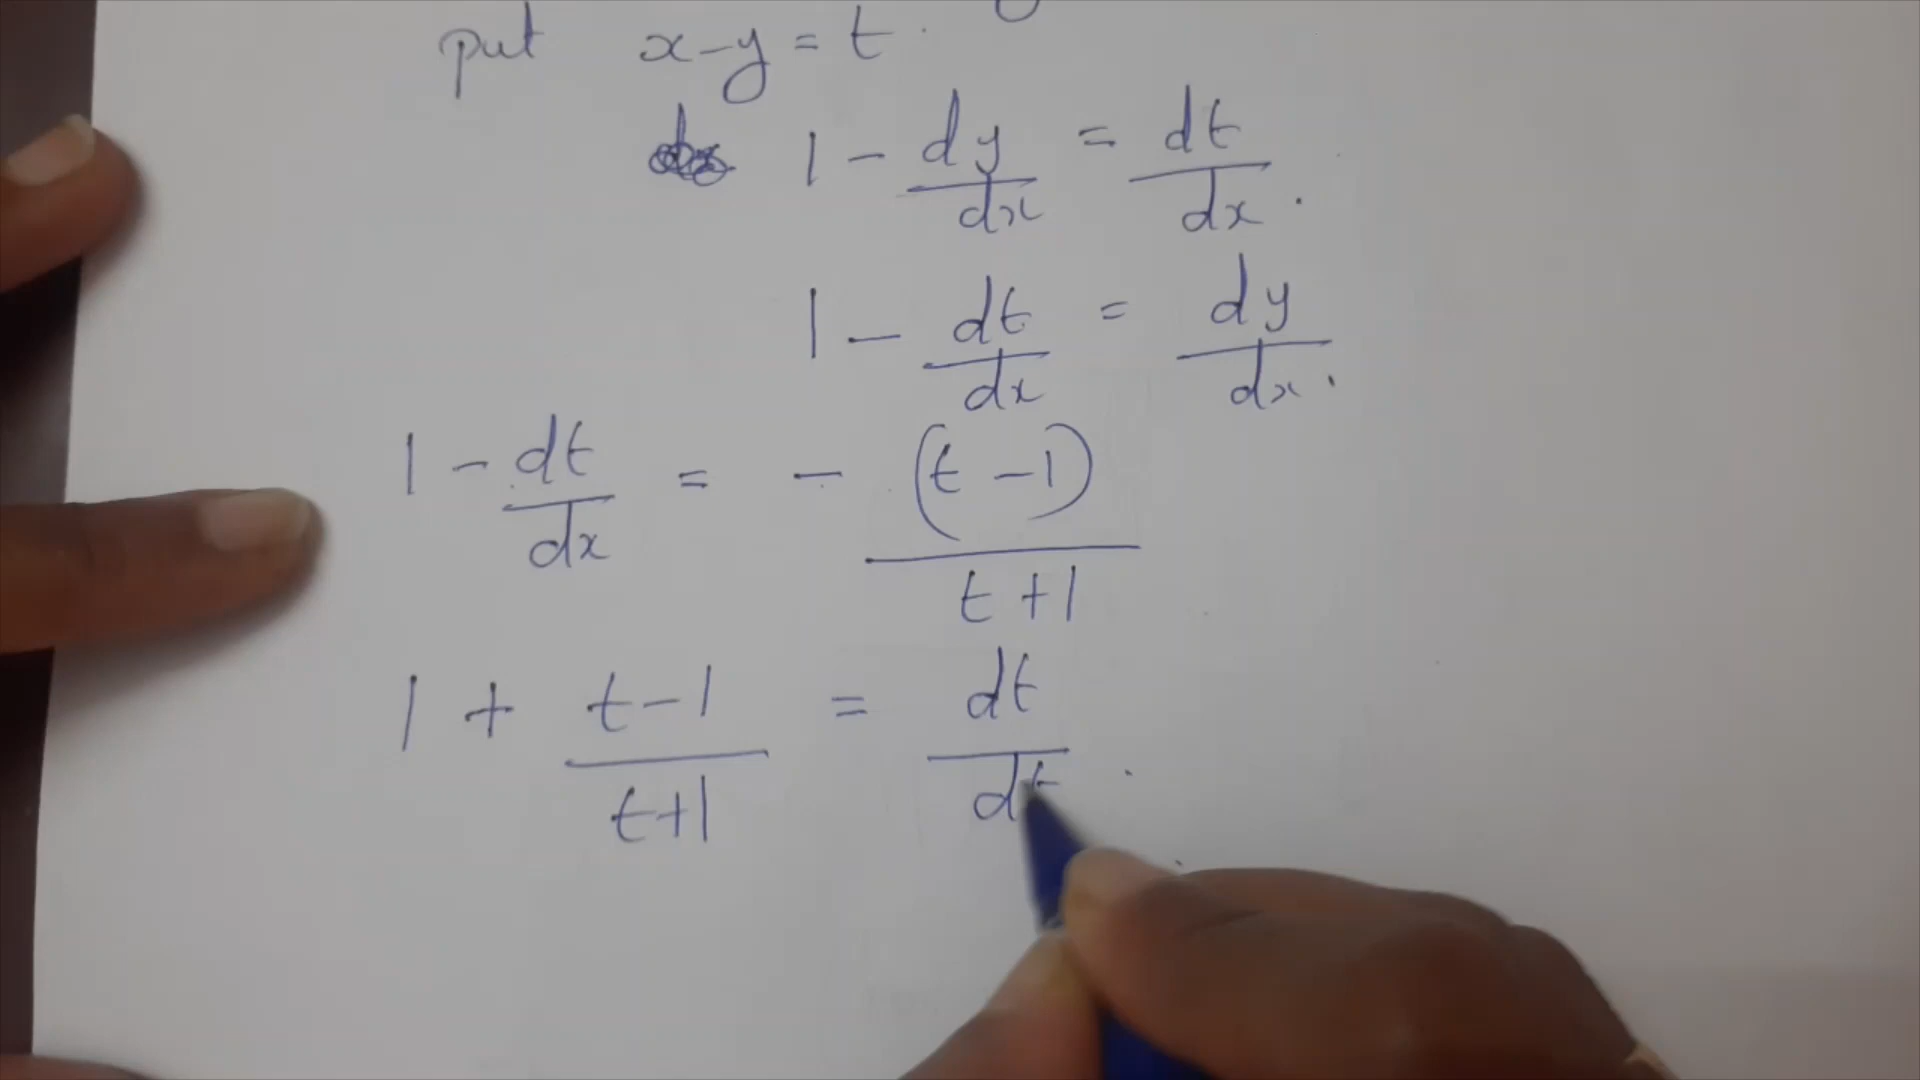 put x-y = t.
1 - dy/dx = dt/dx.
1 - dt/dx = dy/dx.
1 - dt/dx = - (t-1)/t+1
1 + t-1/t+1 = dt/dt.